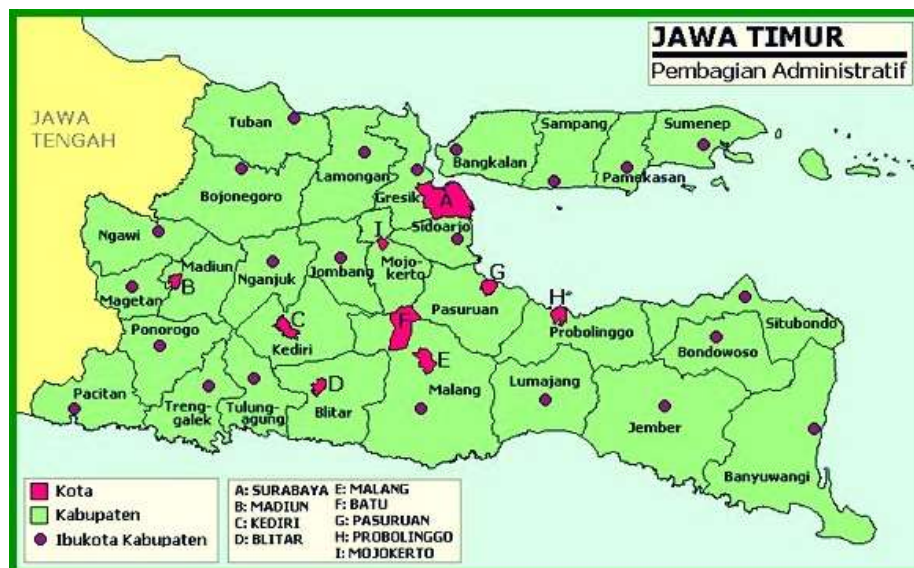 JAWA TIMUR
Pembagian Administratif
JAWA
TENGAH
Tuban
Lamongan
Bojonegoro
Gresik
A
Bangkalan
Sampang
Pamekasan
Sumenep
Ngawi
Madiun
B
Magetan
Nganjuk
Jombang
I
Mojo-
kerto
Sidoarjo
G
Pasuruan
H
Probolinggo
Situbondo
Bondowoso
Ponorogo
C
Kediri
F
E
Malang
Lumajang
Jember
Banyuwangi
Pacitan
Treng-
galek
Tulung-
agung
D
Blitar
Kota
Kabupaten
Ibukota Kabupaten
A: SURABAYA
B: MADIUN
C: KEDIRI
D: BLITAR
E: MALANG
F: BATU
G: PASURUAN
H: PROBOLINGGO
I: MOJOKERTO